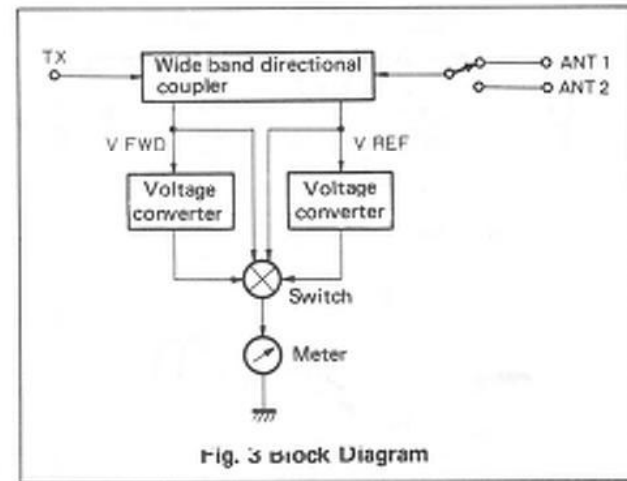 TX
Wide band directional
coupler
ANT 1
ANT 2
V FWD
V REF
Voltage
converter
Voltage
converter
Switch
Meter
Fig. 3 Block Diagram